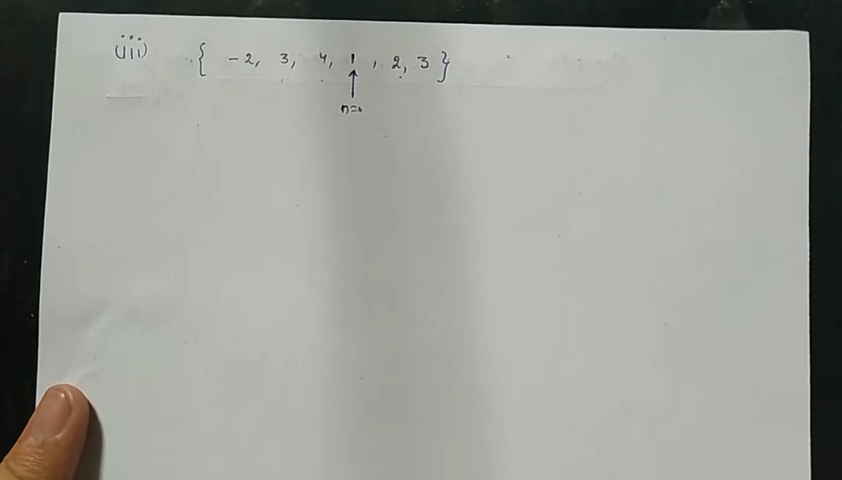 (iii) { -2, 3, 4, 1, 2, 3 }
↑
n=0